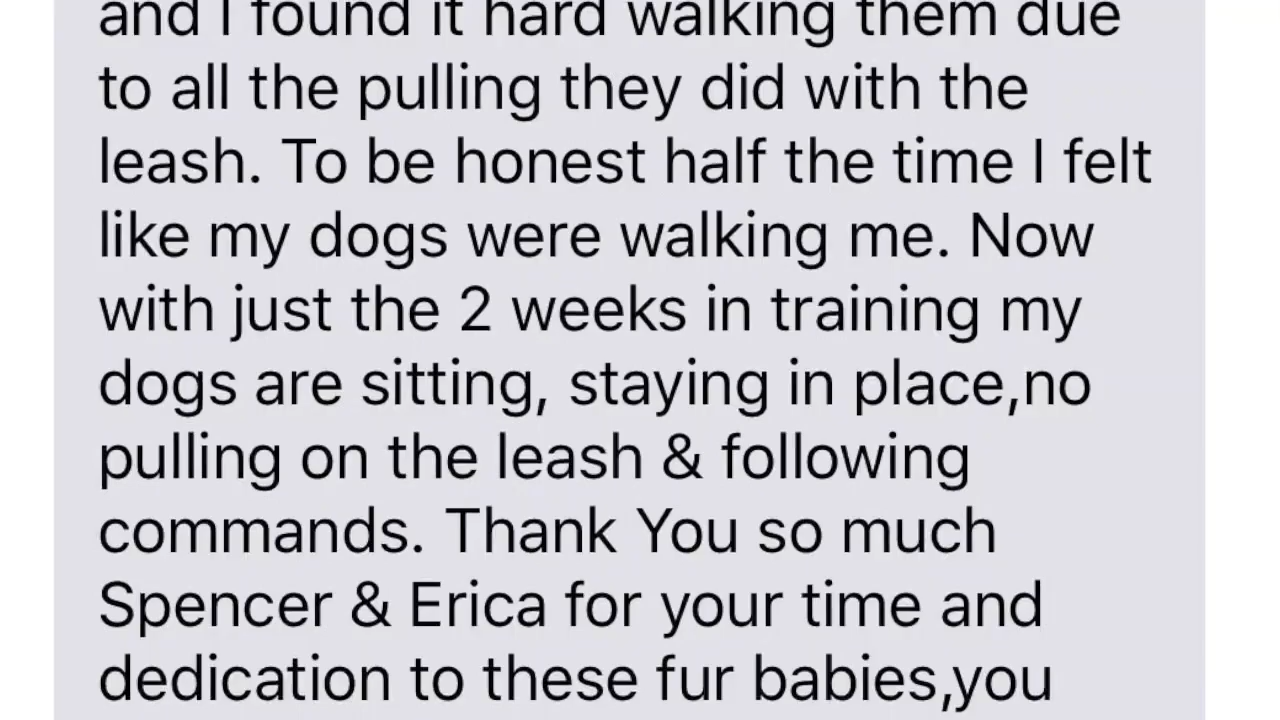 and I found it hard walking them due
to all the pulling they did with the
leash. To be honest half the time I felt
like my dogs were walking me. Now
with just the 2 weeks in training my
dogs are sitting, staying in place,no
pulling on the leash & following
commands. Thank You so much
Spencer & Erica for your time and
dedication to these fur babies,you